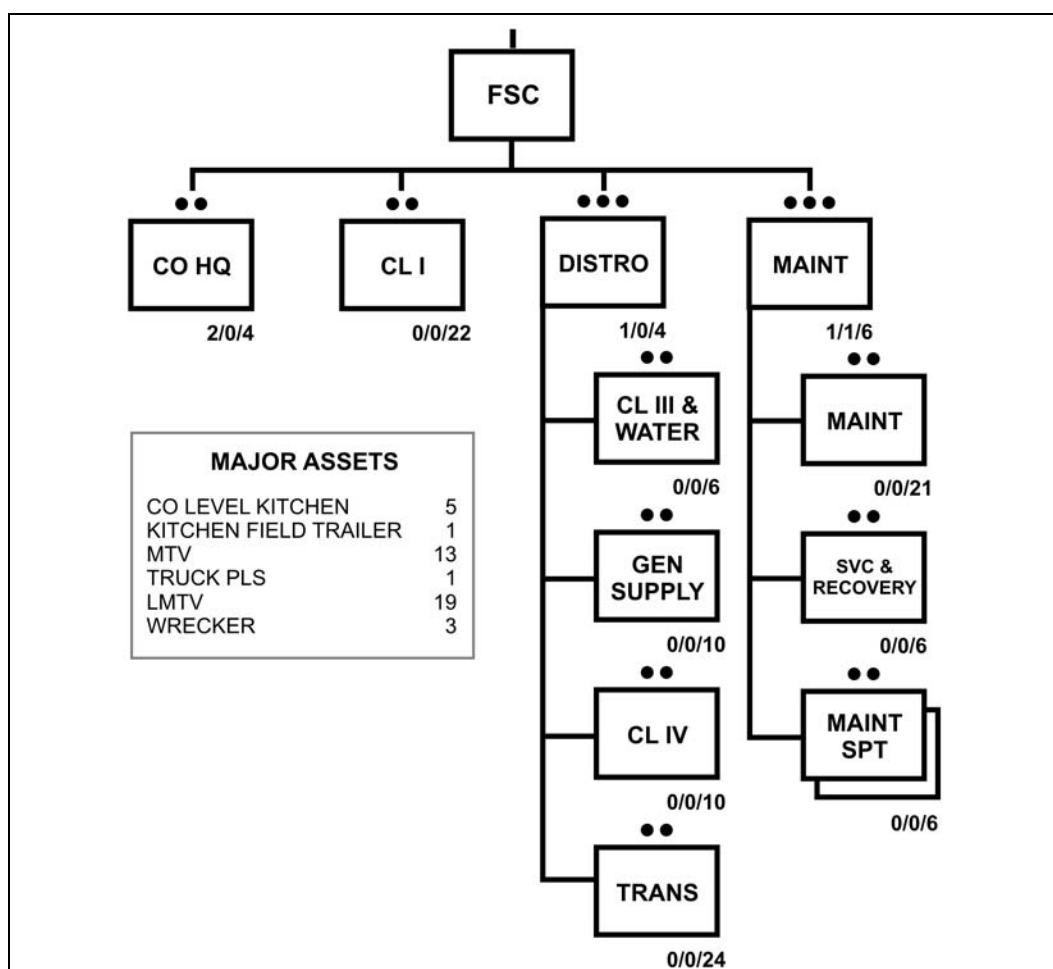 FSC
CO HQ
2/0/4
CL I
0/0/22
DISTRO
1/0/4
MAINT
1/1/6
CL III &
WATER
0/0/6
GEN
SUPPLY
0/0/10
CL IV
0/0/10
TRANS
0/0/24
MAINT
0/0/21
SVC &
RECOVERY
0/0/6
MAINT
SPT
0/0/6
MAJOR ASSETS
CO LEVEL KITCHEN 5
KITCHEN FIELD TRAILER 1
MTV 13
TRUCK PLS 1
LMTV 19
WRECKER 3